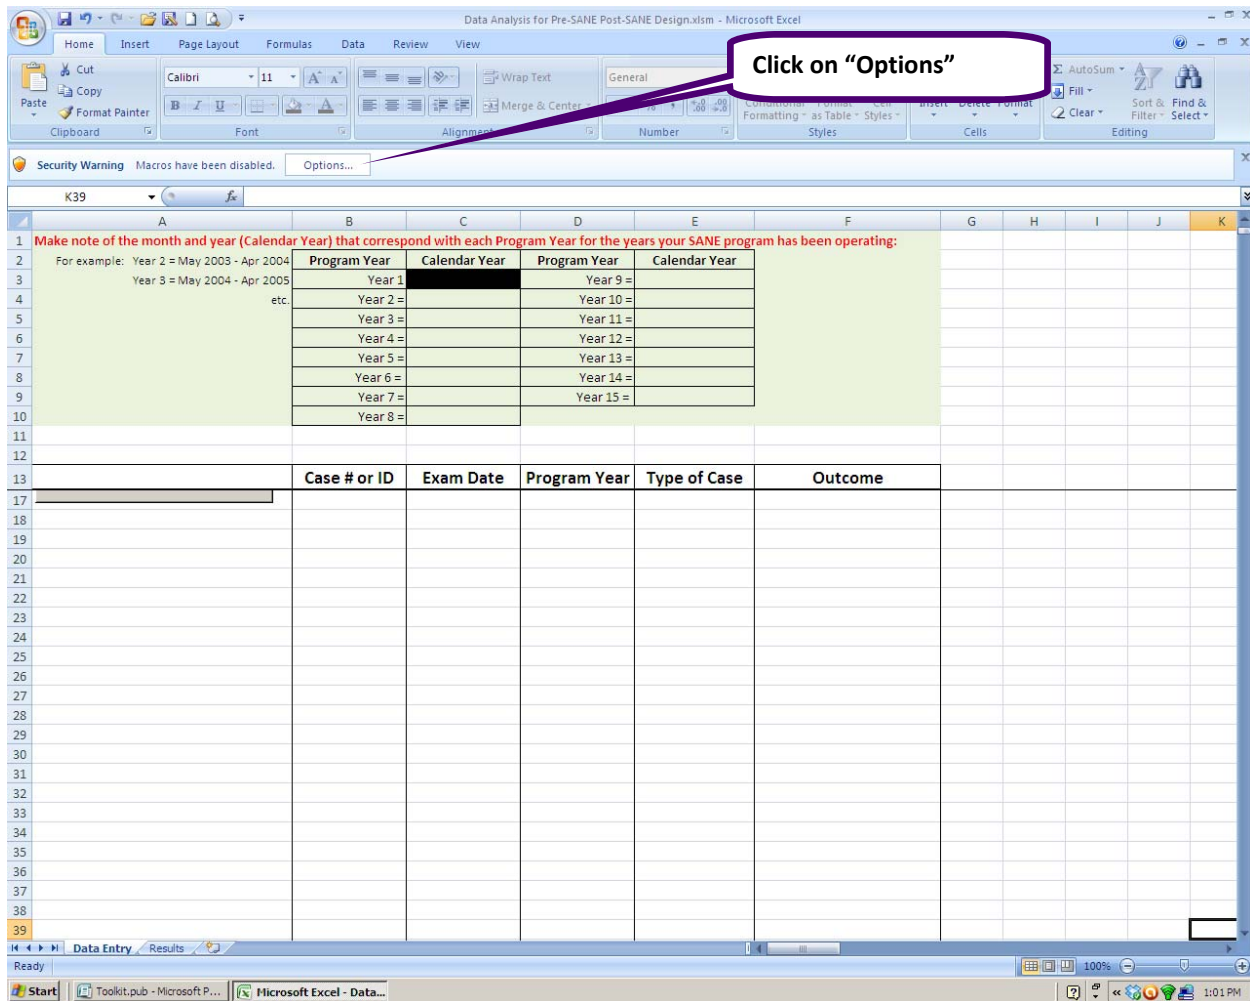 Data Analysis for Pre-SANE Post-SANE Design.xlsm - Microsoft Excel
Home Insert Page Layout Formulas Data Review View
Click on “Options”
Cut
Copy
Format Painter
Paste
Clipboard
Calibri 11
B I U
Font
Wrap Text
Merge & Center
Alignment
General
Number
Conditional Format Cell
Formatting as Table Styles
Styles
Insert Delete Format
Cells
AutoSum
Fill
Clear
Sort & Find &
Filter Select
Editing
Security Warning Macros have been disabled. Options...
K39 fx
A B C D E F G H I J K
1 Make note of the month and year (Calendar Year) that correspond with each Program Year for the years your SANE program has been operating:
2 For example: Year 2 = May 2003 - Apr 2004 Program Year Calendar Year Program Year Calendar Year
3 Year 3 = May 2004 - Apr 2005 Year 1 Year 9 =
4 etc. Year 2 = Year 10 =
5 Year 3 = Year 11 =
6 Year 4 = Year 12 =
7 Year 5 = Year 13 =
8 Year 6 = Year 14 =
9 Year 7 = Year 15 =
10 Year 8 =
11
12
13 Case # or ID Exam Date Program Year Type of Case Outcome
17
18
19
20
21
22
23
24
25
26
27
28
29
30
31
32
33
34
35
36
37
38
39
Data Entry Results
Ready 100%
Start Toolkit.pub - Microsoft P... Microsoft Excel - Data... 1:01 PM